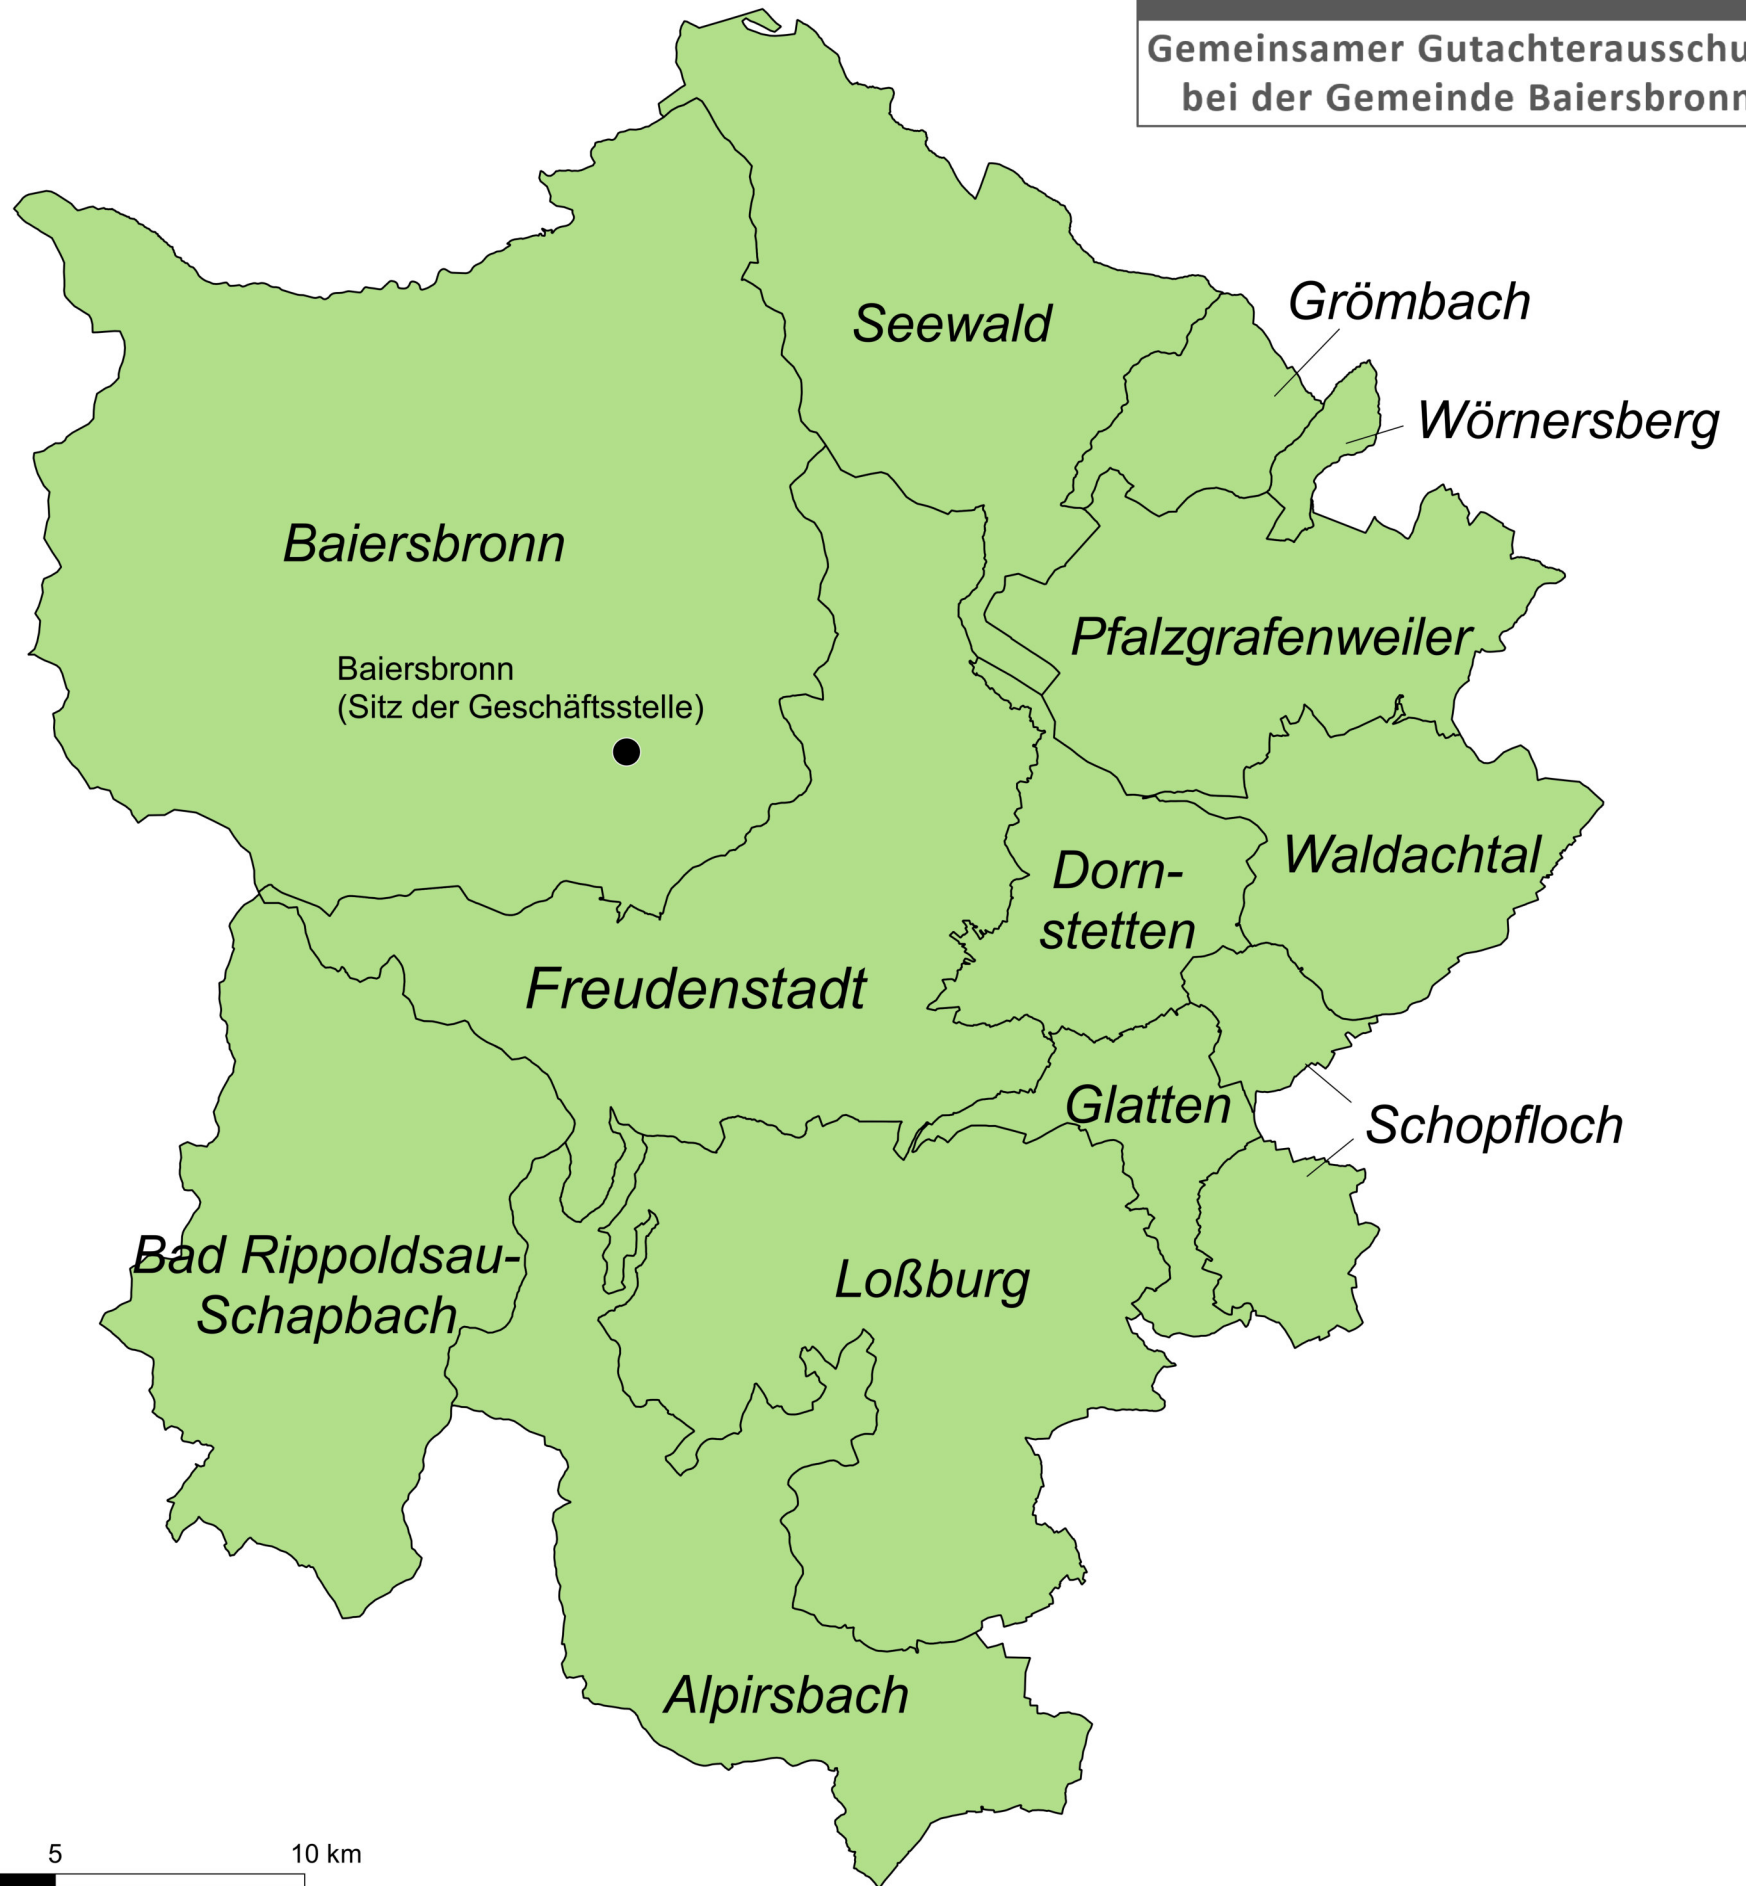 Gemeinsamer Gutachterausschu
bei der Gemeinde Baiersbronn
Grömbach
Seewald
Wörnersberg
Baiersbronn
Pfalzgrafenweiler
Baiersbronn
(Sitz der Geschäftsstelle)
Waldachtal
Dorn-
stetten
Freudenstadt
Glatten
Schopfloch
Bad Rippoldsau-
Schapbach
Loßburg
Alpirsbach
5 10 km